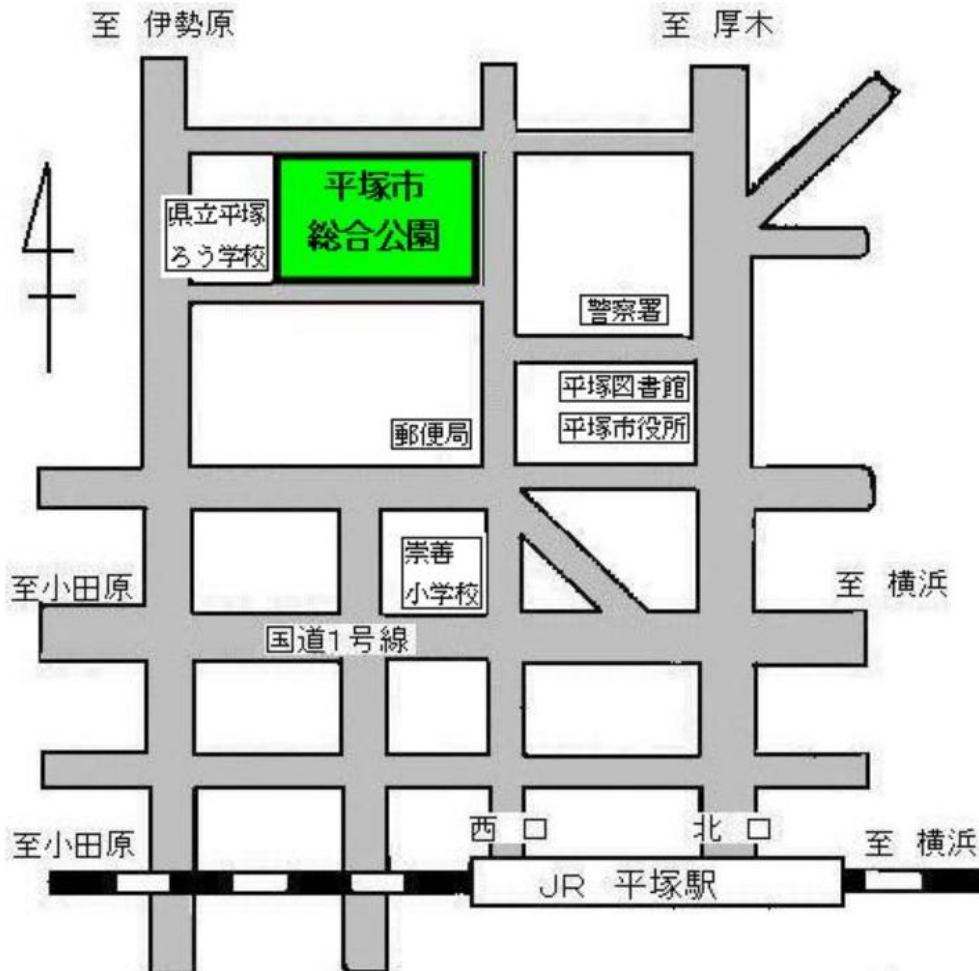 至 伊勢原
至 厚木
平塚市
総合公園
県立平塚
ろう学校
警察署
平塚図書館
平塚市役所
郵便局
崇善
小学校
至小田原
至 横浜
国道1号線
西 口
北 口
至小田原
至 横浜
JR 平塚駅